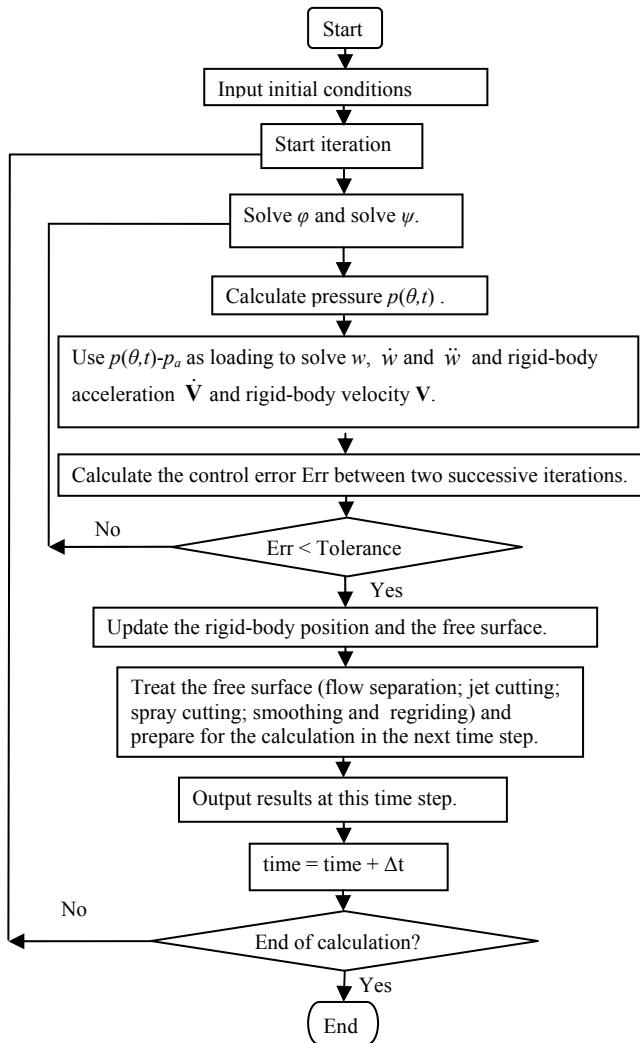 Start
Input initial conditions
Start iteration
Solve φ and solve ψ.
Calculate pressure p(θ,t) .
Use p(θ,t)-pₐ as loading to solve w, ẇ and ẅ and rigid-body
acceleration V̇ and rigid-body velocity V.
Calculate the control error Err between two successive iterations.
No
Err < Tolerance
Yes
Update the rigid-body position and the free surface.
Treat the free surface (flow separation; jet cutting;
spray cutting; smoothing and regriding) and
prepare for the calculation in the next time step.
Output results at this time step.
time = time + Δt
No
End of calculation?
Yes
End